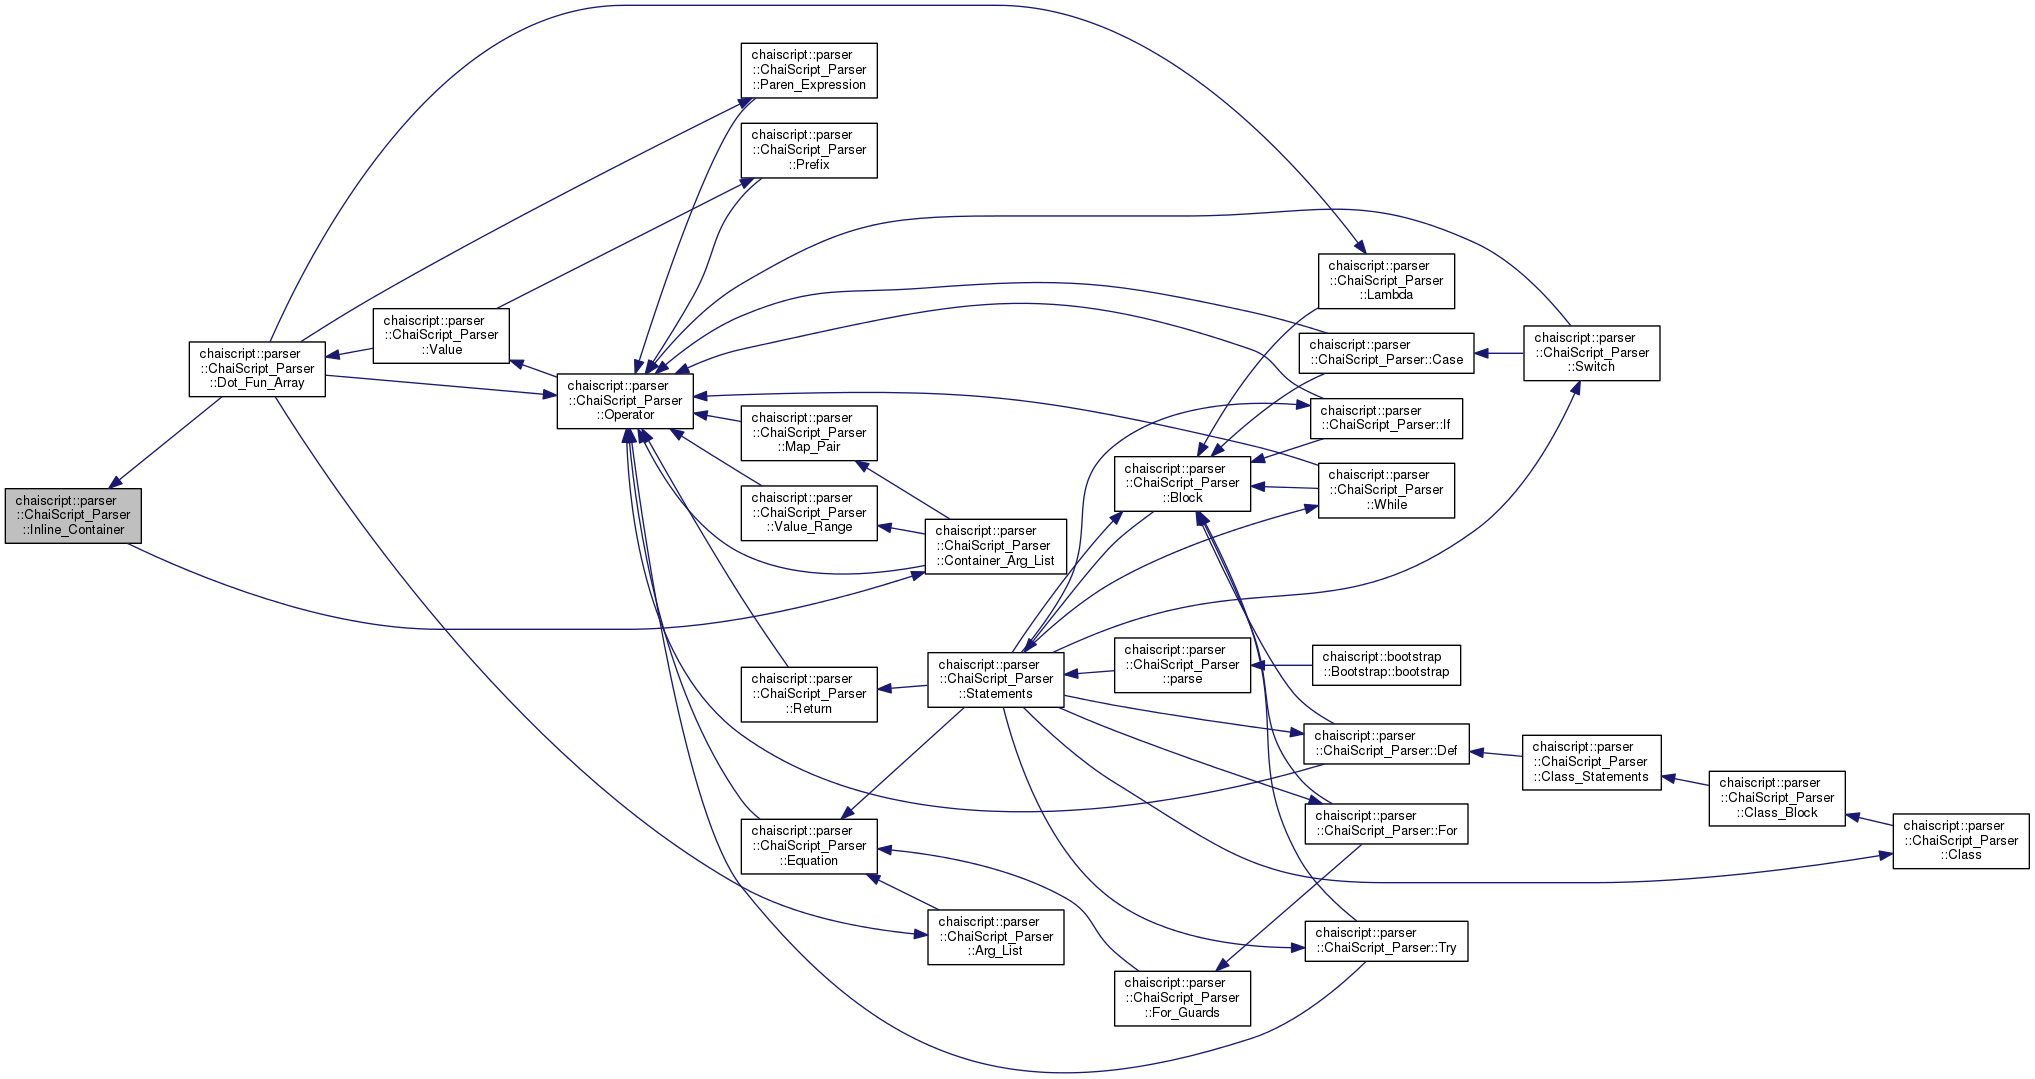 chaiscript::parser
::ChaiScript_Parser
::Inline_Container
chaiscript::parser
::ChaiScript_Parser
::Dot_Fun_Array
chaiscript::parser
::ChaiScript_Parser
::Value
chaiscript::parser
::ChaiScript_Parser
::Operator
chaiscript::parser
::ChaiScript_Parser
::Paren_Expression
chaiscript::parser
::ChaiScript_Parser
::Prefix
chaiscript::parser
::ChaiScript_Parser
::Map_Pair
chaiscript::parser
::ChaiScript_Parser
::Value_Range
chaiscript::parser
::ChaiScript_Parser
::Return
chaiscript::parser
::ChaiScript_Parser
::Equation
chaiscript::parser
::ChaiScript_Parser
::Container_Arg_List
chaiscript::parser
::ChaiScript_Parser
::Statements
chaiscript::parser
::ChaiScript_Parser
::Arg_List
chaiscript::parser
::ChaiScript_Parser
::Block
chaiscript::parser
::ChaiScript_Parser
::parse
chaiscript::parser
::ChaiScript_Parser
::For_Guards
chaiscript::parser
::ChaiScript_Parser
::Lambda
chaiscript::parser
::ChaiScript_Parser::Case
chaiscript::parser
::ChaiScript_Parser::If
chaiscript::parser
::ChaiScript_Parser
::While
chaiscript::bootstrap
::Bootstrap::bootstrap
chaiscript::parser
::ChaiScript_Parser::Def
chaiscript::parser
::ChaiScript_Parser::For
chaiscript::parser
::ChaiScript_Parser::Try
chaiscript::parser
::ChaiScript_Parser
::Switch
chaiscript::parser
::ChaiScript_Parser
::Class_Statements
chaiscript::parser
::ChaiScript_Parser
::Class_Block
chaiscript::parser
::ChaiScript_Parser
::Class